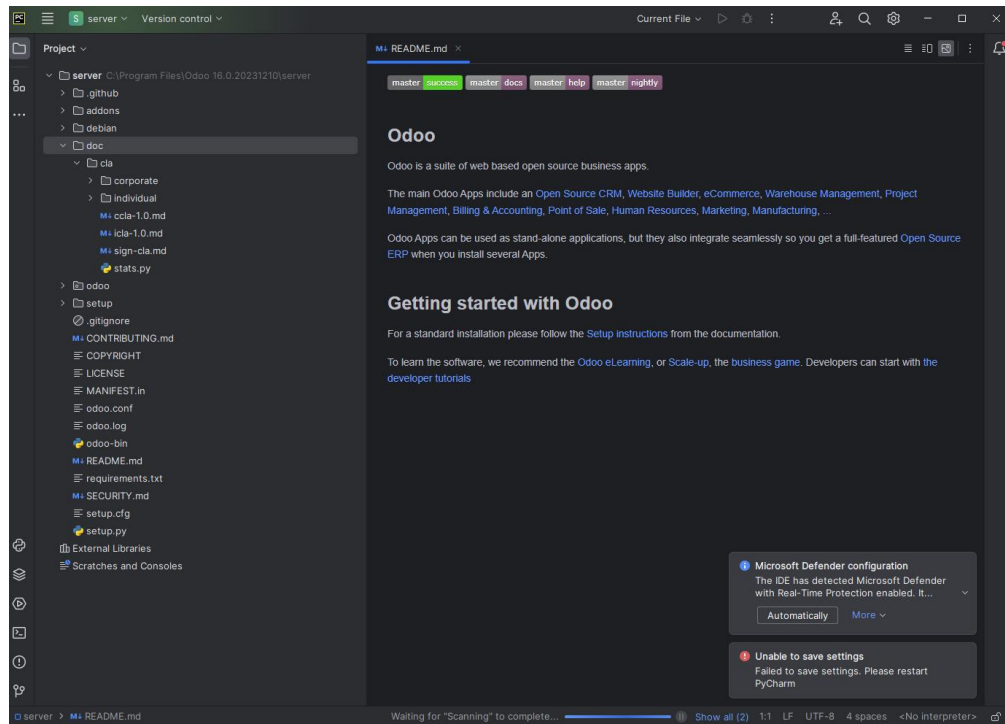 PC
S server Version control Current File
Project
server C:\Program Files\Odoo 16.0.20231210\server
.github
addons
debian
doc
cla
corporate
individual
M↓ ccla-1.0.md
M↓ icla-1.0.md
M↓ sign-cla.md
stats.py
odoo
setup
.gitignore
M↓ CONTRIBUTING.md
COPYRIGHT
LICENSE
MANIFEST.in
odoo.conf
odoo.log
odoo-bin
M↓ README.md
requirements.txt
M↓ SECURITY.md
setup.cfg
setup.py
External Libraries
Scratches and Consoles
M↓ README.md
master success master docs master help master nightly
Odoo
Odoo is a suite of web based open source business apps.
The main Odoo Apps include an Open Source CRM, Website Builder, eCommerce, Warehouse Management, Project
Management, Billing & Accounting, Point of Sale, Human Resources, Marketing, Manufacturing, ...
Odoo Apps can be used as stand-alone applications, but they also integrate seamlessly so you get a full-featured Open Source
ERP when you install several Apps.
Getting started with Odoo
For a standard installation please follow the Setup instructions from the documentation.
To learn the software, we recommend the Odoo eLearning, or Scale-up, the business game. Developers can start with the
developer tutorials
Microsoft Defender configuration
The IDE has detected Microsoft Defender
with Real-Time Protection enabled. It...
Automatically More
Unable to save settings
Failed to save settings. Please restart
PyCharm
server > M↓ README.md Waiting for "Scanning" to complete... Show all (2) 1:1 LF UTF-8 4 spaces <No interpreter>